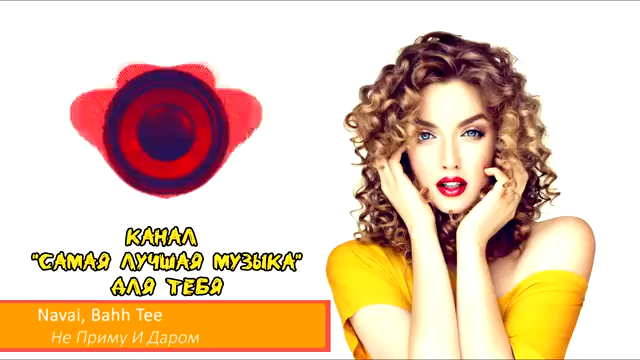 КАНАЛ
"САМАЯ ЛУЧШАЯ МУЗЫКА"
ДЛЯ ТЕБЯ
Navai, Bahh Tee
Не Приму И Даром